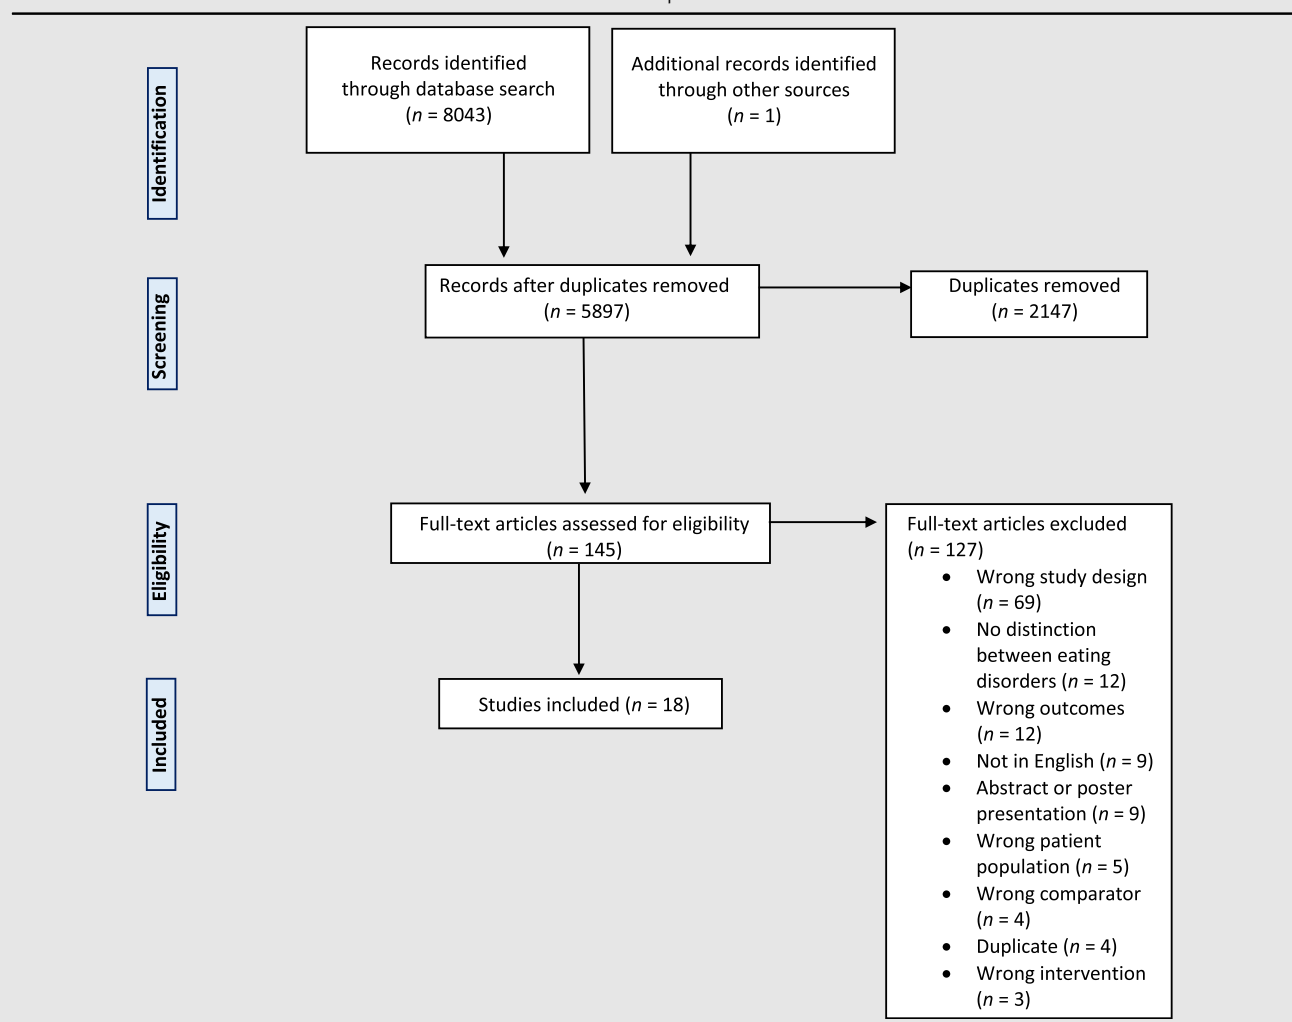 Identification
Records identified
through database search
(n = 8043)
Additional records identified
through other sources
(n = 1)
Screening
Records after duplicates removed
(n = 5897)
Duplicates removed
(n = 2147)
Eligibility
Full-text articles assessed for eligibility
(n = 145)
Full-text articles excluded
(n = 127)
• Wrong study design
(n = 69)
• No distinction
between eating
disorders (n = 12)
• Wrong outcomes
(n = 12)
• Not in English (n = 9)
• Abstract or poster
presentation (n = 9)
• Wrong patient
population (n = 5)
• Wrong comparator
(n = 4)
• Duplicate (n = 4)
• Wrong intervention
(n = 3)
Included
Studies included (n = 18)